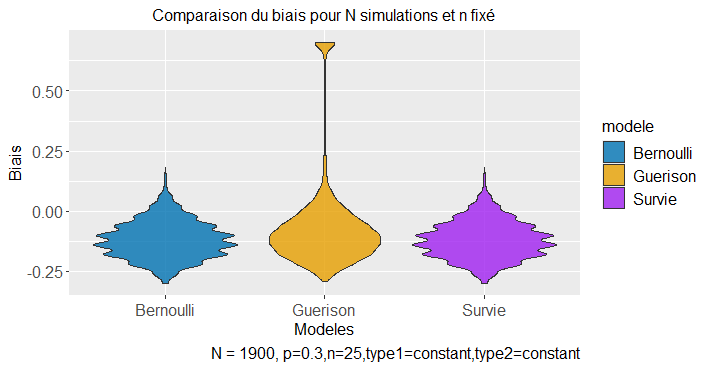 Comparaison du biais pour N simulations et n fixé
Biais
0.50
0.25
0.00
-0.25
Bernoulli
Guerison
Survie
Modeles
N = 1900, p=0.3,n=25,type1=constant,type2=constant
modele
Bernoulli
Guerison
Survie